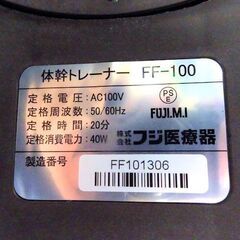 体幹トレーナー FF-100
定格電圧:AC100V
定格周波数:50/60Hz
定格時間:20分
定格消費電力:40W
PSE
FUJI.M.I
株式会社フジ医療器
製造番号 FF101306